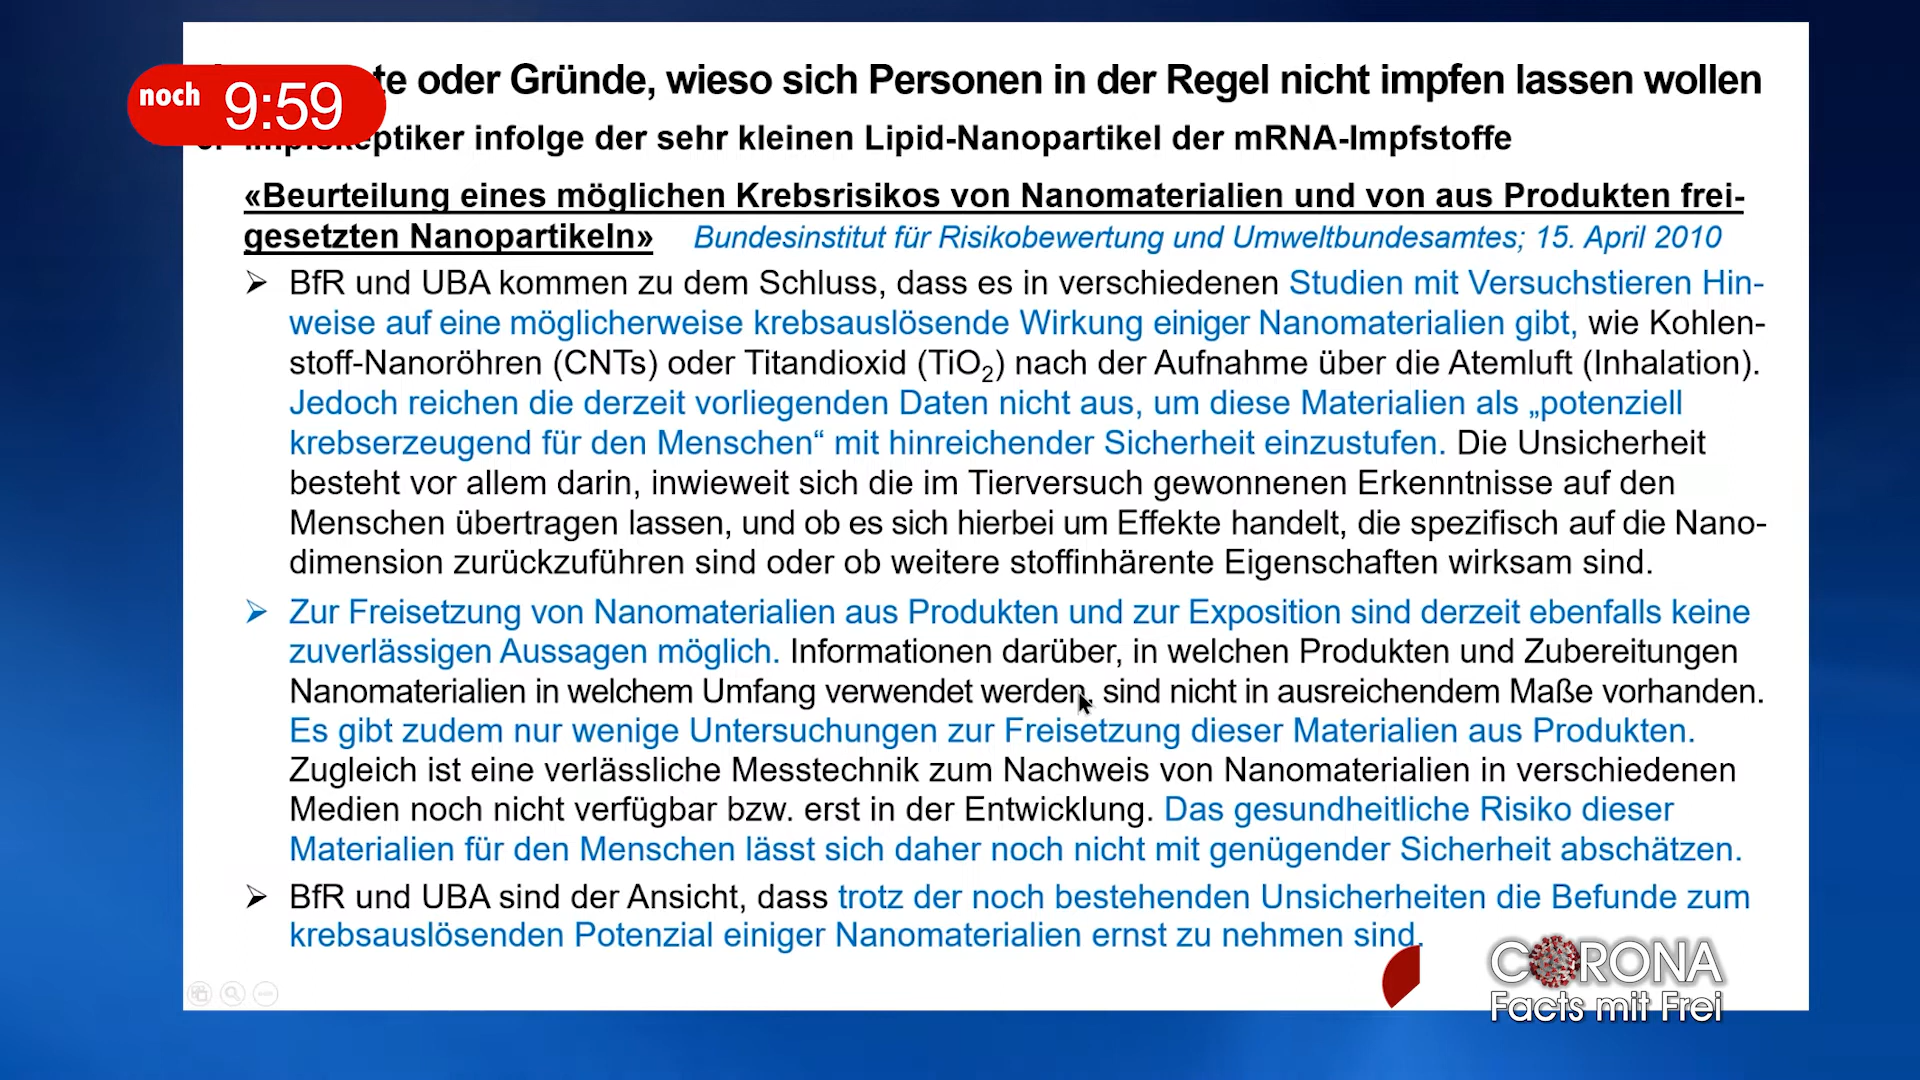 noch 9:59
te oder Gründe, wieso sich Personen in der Regel nicht impfen lassen wollen
Impfskeptiker infolge der sehr kleinen Lipid-Nanopartikel der mRNA-Impfstoffe
«Beurteilung eines möglichen Krebsrisikos von Nanomaterialien und von aus Produkten frei-
gesetzten Nanopartikeln» Bundesinstitut für Risikobewertung und Umweltbundesamtes; 15. April 2010
➢ BfR und UBA kommen zu dem Schluss, dass es in verschiedenen Studien mit Versuchstieren Hin-
weise auf eine möglicherweise krebsauslösende Wirkung einiger Nanomaterialien gibt, wie Kohlen-
stoff-Nanoröhren (CNTs) oder Titandioxid (TiO₂) nach der Aufnahme über die Atemluft (Inhalation).
Jedoch reichen die derzeit vorliegenden Daten nicht aus, um diese Materialien als „potenziell
krebserzeugend für den Menschen“ mit hinreichender Sicherheit einzustufen. Die Unsicherheit
besteht vor allem darin, inwieweit sich die im Tierversuch gewonnenen Erkenntnisse auf den
Menschen übertragen lassen, und ob es sich hierbei um Effekte handelt, die spezifisch auf die Nano-
dimension zurückzuführen sind oder ob weitere stoffinhärente Eigenschaften wirksam sind.
➢ Zur Freisetzung von Nanomaterialien aus Produkten und zur Exposition sind derzeit ebenfalls keine
zuverlässigen Aussagen möglich. Informationen darüber, in welchen Produkten und Zubereitungen
Nanomaterialien in welchem Umfang verwendet werden, sind nicht in ausreichendem Maße vorhanden.
Es gibt zudem nur wenige Untersuchungen zur Freisetzung dieser Materialien aus Produkten.
Zugleich ist eine verlässliche Messtechnik zum Nachweis von Nanomaterialien in verschiedenen
Medien noch nicht verfügbar bzw. erst in der Entwicklung. Das gesundheitliche Risiko dieser
Materialien für den Menschen lässt sich daher noch nicht mit genügender Sicherheit abschätzen.
➢ BfR und UBA sind der Ansicht, dass trotz der noch bestehenden Unsicherheiten die Befunde zum
krebsauslösenden Potenzial einiger Nanomaterialien ernst zu nehmen sind.
CORONA
Facts mit Frei